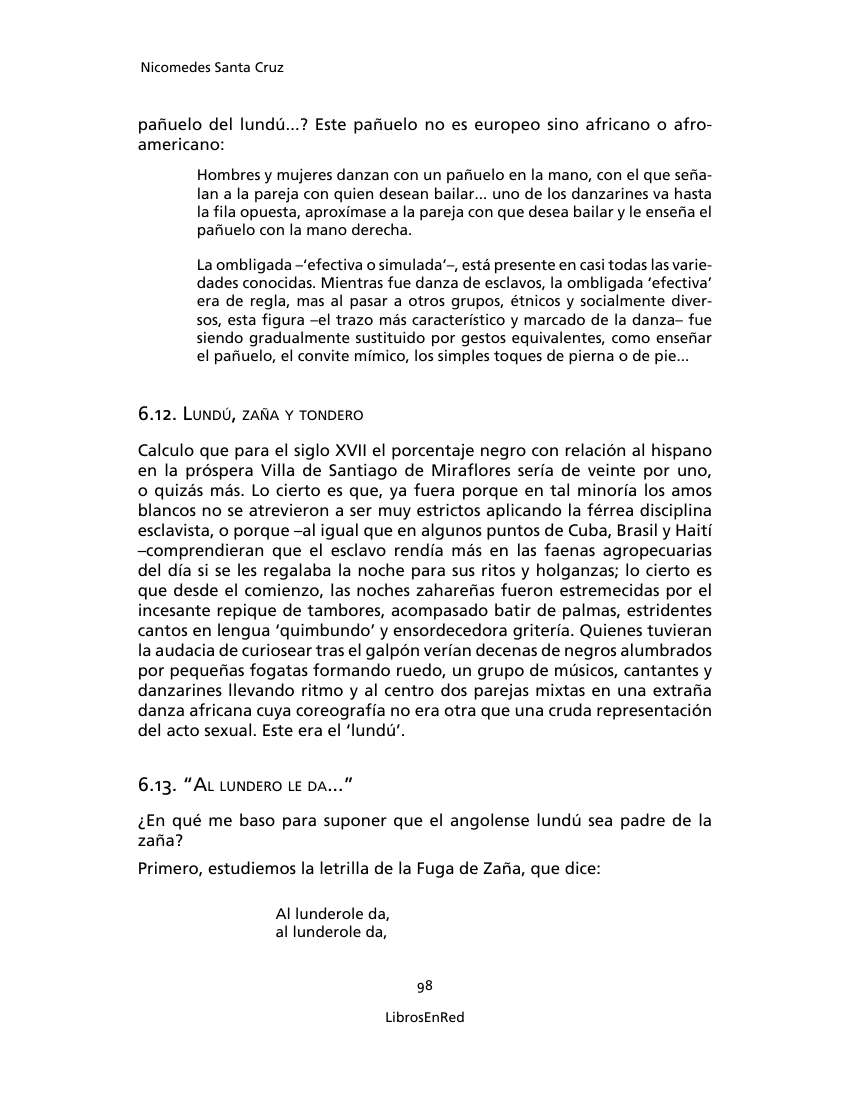 Nicomedes Santa Cruz
pañuelo del lundú...? Este pañuelo no es europeo sino africano o afro-
americano:
Hombres y mujeres danzan con un pañuelo en la mano, con el que seña-
lan a la pareja con quien desean bailar... uno de los danzarines va hasta
la fila opuesta, aproxímase a la pareja con que desea bailar y le enseña el
pañuelo con la mano derecha.
La ombligada –‘efectiva o simulada’–, está presente en casi todas las varie-
dades conocidas. Mientras fue danza de esclavos, la ombligada ‘efectiva’
era de regla, mas al pasar a otros grupos, étnicos y socialmente diver-
sos, esta figura –el trazo más característico y marcado de la danza– fue
siendo gradualmente sustituido por gestos equivalentes, como enseñar
el pañuelo, el convite mímico, los simples toques de pierna o de pie...
6.12. Lundú, zaña y tondero
Calculo que para el siglo XVII el porcentaje negro con relación al hispano
en la próspera Villa de Santiago de Miraflores sería de veinte por uno,
o quizás más. Lo cierto es que, ya fuera porque en tal minoría los amos
blancos no se atrevieron a ser muy estrictos aplicando la férrea disciplina
esclavista, o porque –al igual que en algunos puntos de Cuba, Brasil y Haití
–comprendieran que el esclavo rendía más en las faenas agropecuarias
del día si se les regalaba la noche para sus ritos y holganzas; lo cierto es
que desde el comienzo, las noches zahareñas fueron estremecidas por el
incesante repique de tambores, acompasado batir de palmas, estridentes
cantos en lengua ‘quimbundo’ y ensordecedora gritería. Quienes tuvieran
la audacia de curiosear tras el galpón verían decenas de negros alumbrados
por pequeñas fogatas formando ruedo, un grupo de músicos, cantantes y
danzarines llevando ritmo y al centro dos parejas mixtas en una extraña
danza africana cuya coreografía no era otra que una cruda representación
del acto sexual. Este era el ‘lundú’.
6.13. “Al lundero le da...”
¿En qué me baso para suponer que el angolense lundú sea padre de la
zaña?
Primero, estudiemos la letrilla de la Fuga de Zaña, que dice:
Al lunderole da,
al lunderole da,
98
LibrosEnRed